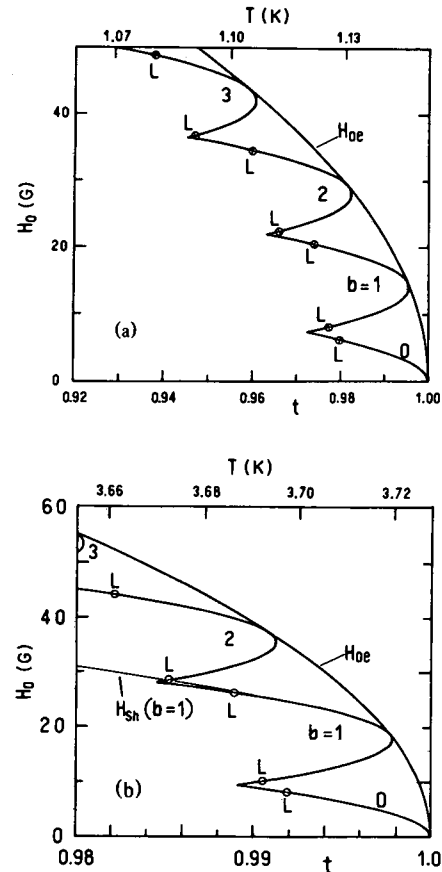 T (K)
1.07 1.10 1.13
H₀ (G)
40
20
0
L
3
H₀e
L
L
2
L
L
b=1
L
L
0
(a)
0.92 0.94 0.96 0.98 1.00
t
T (K)
3.66 3.68 3.70 3.72
H₀ (G)
60
40
20
0
3
L
2
H₀e
L
Hsh (b=1)
L
b=1
L
L
0
(b)
0.98 0.99 1.0
t